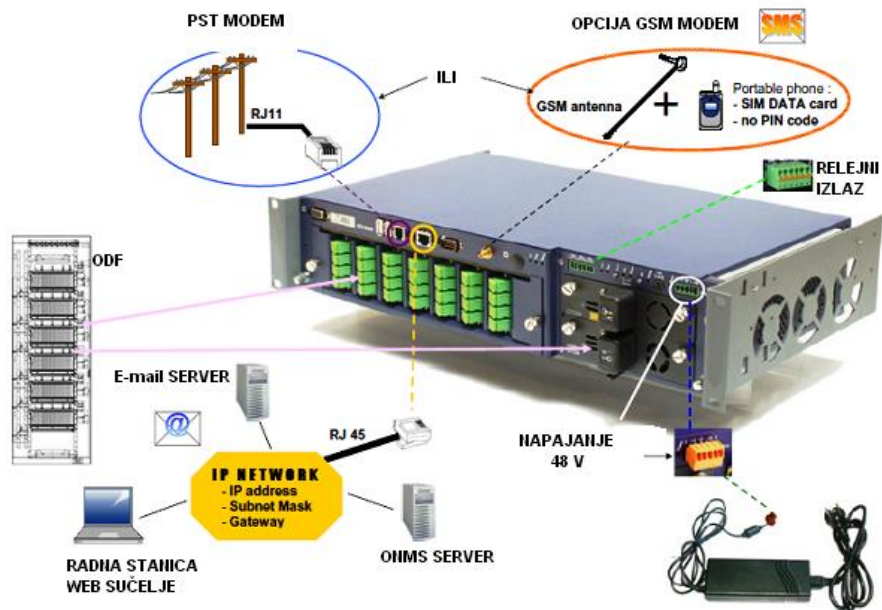 PST MODEM
OPCIJA GSM MODEM
SMS
ILI
RJ11
GSM antenna
+
Portable phone :
- SIM DATA card
- no PIN code
RELEJNI
IZLAZ
ODF
E-mail SERVER
@
RJ 45
NAPAJANJE
48 V
IP NETWORK
- IP address
- Subnet Mask
- Gateway
RADNA STANICA
WEB SUČELJE
ONMS SERVER